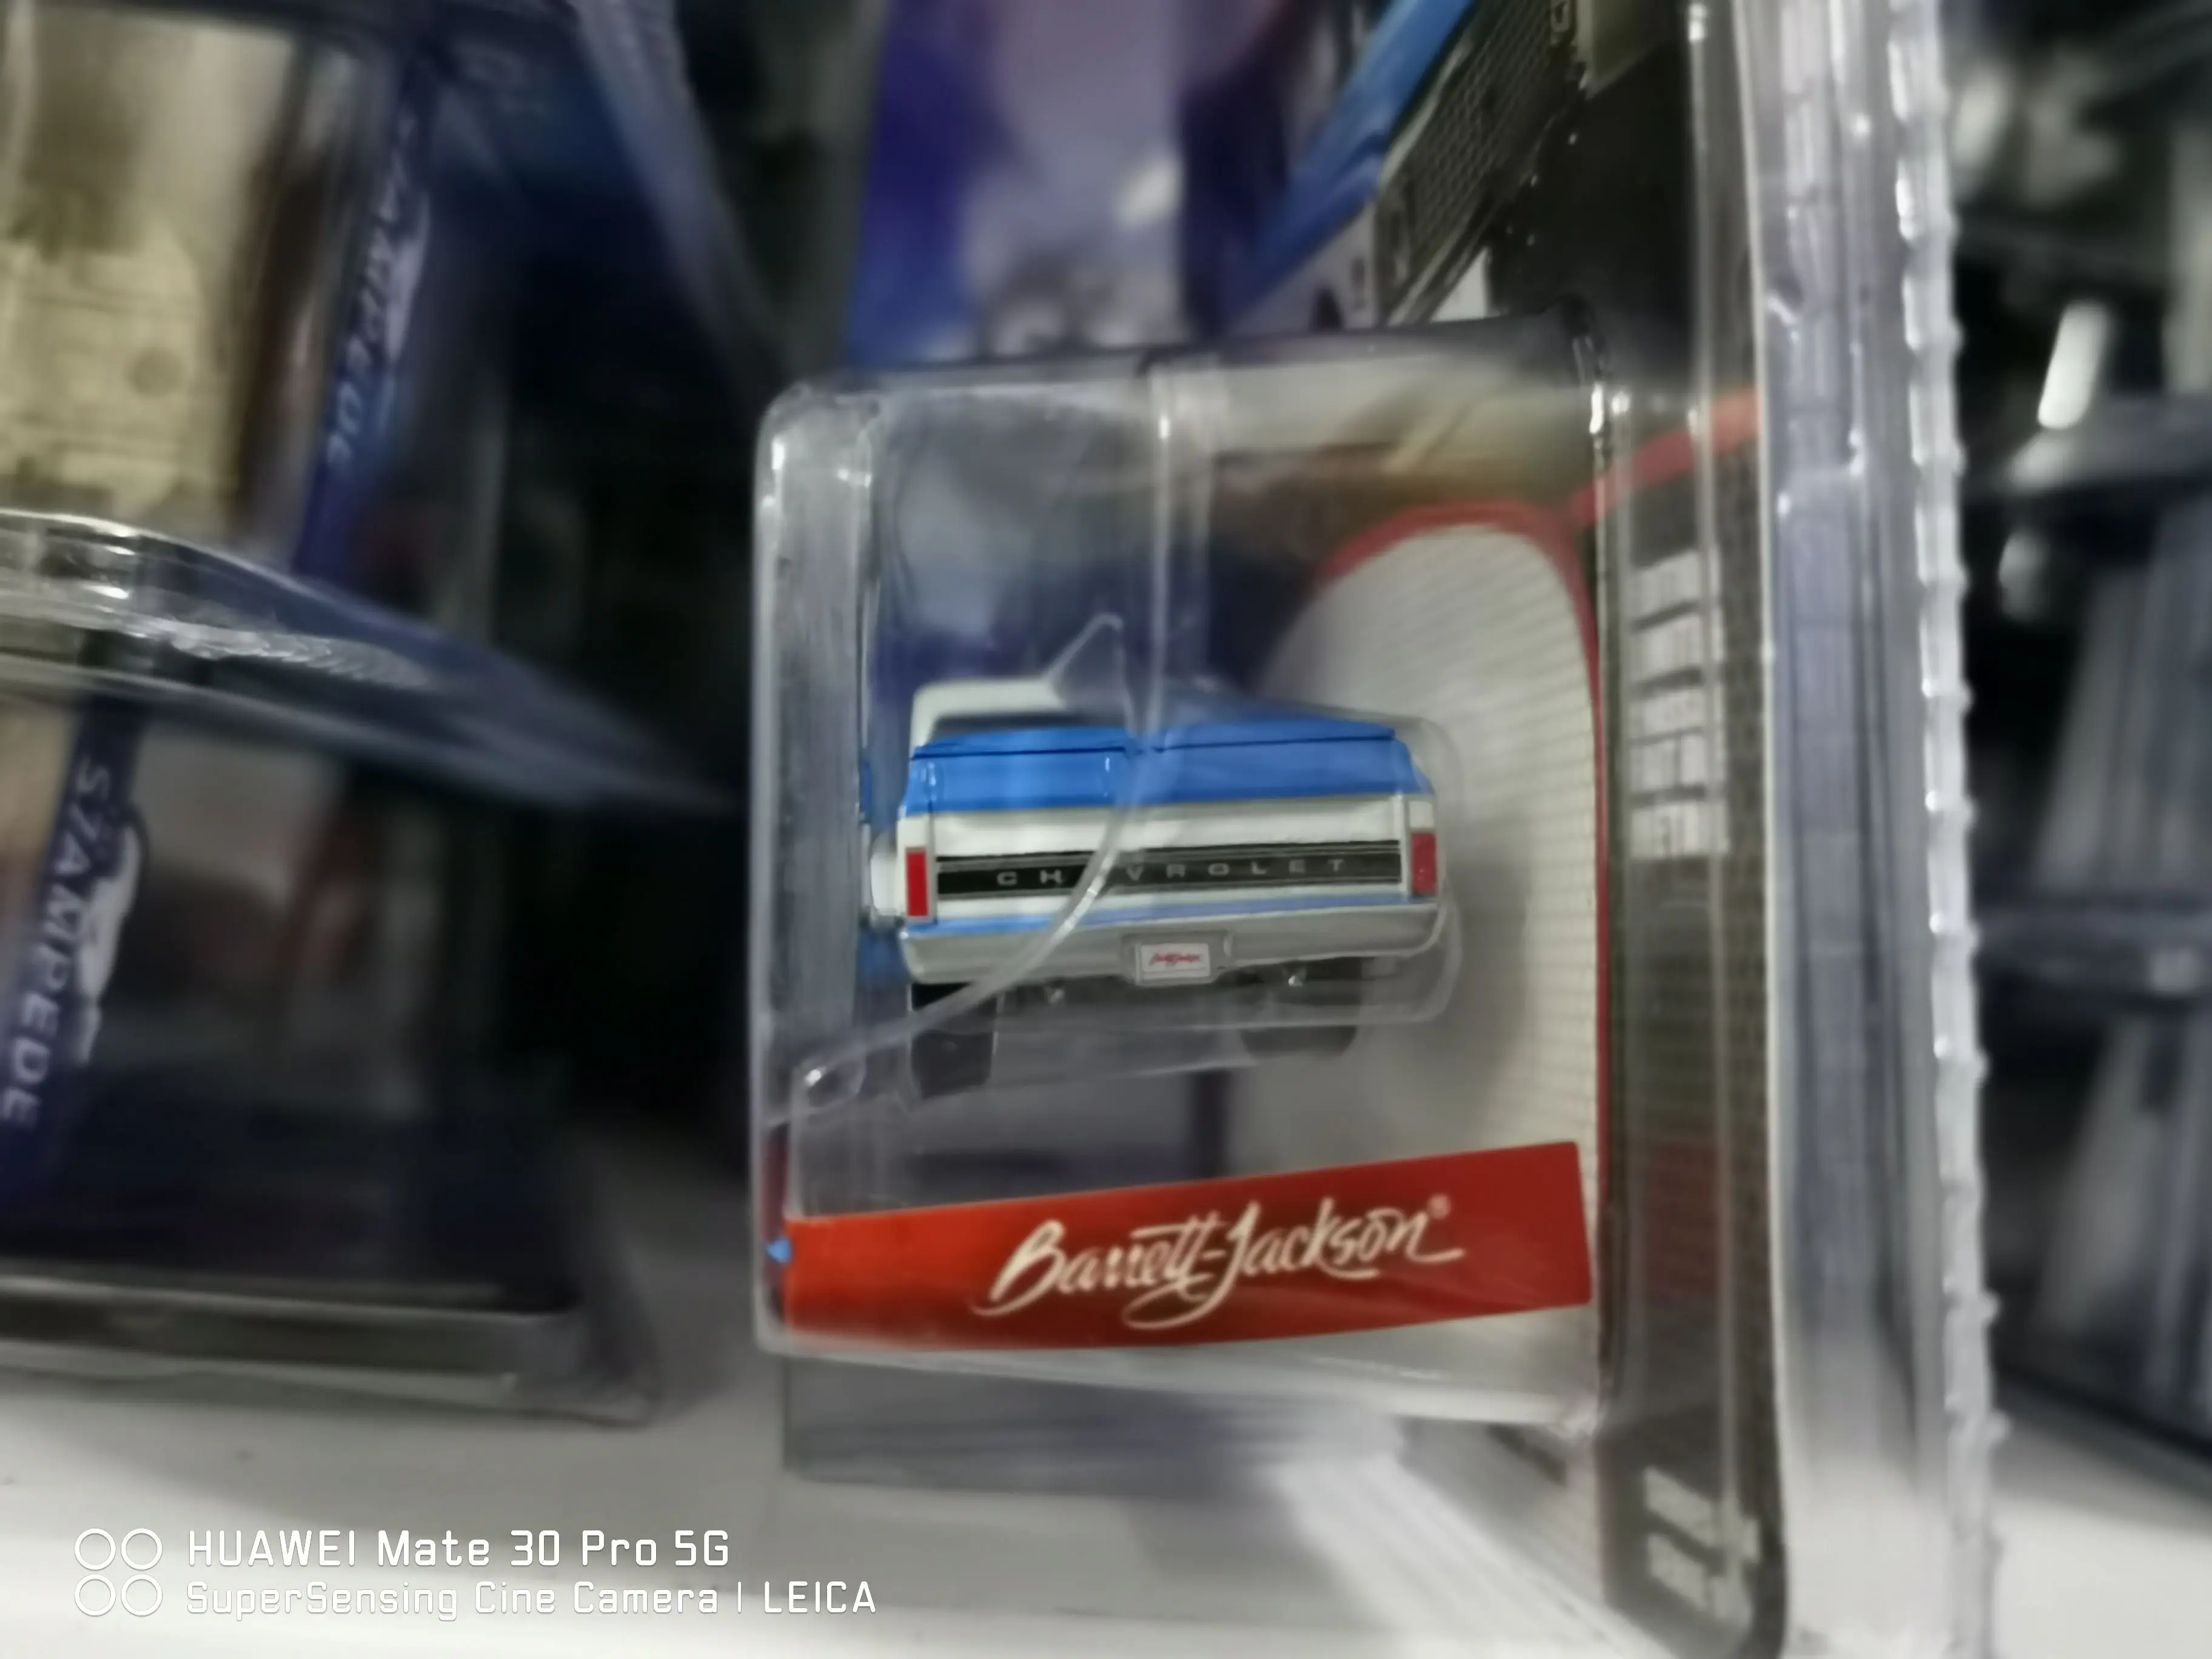 STAMPEDE
STAMPEDE
CHEVROLET
Barrett-Jackson®
HUAWEI Mate 30 Pro 5G
SuperSensing Cine Camera | LEICA